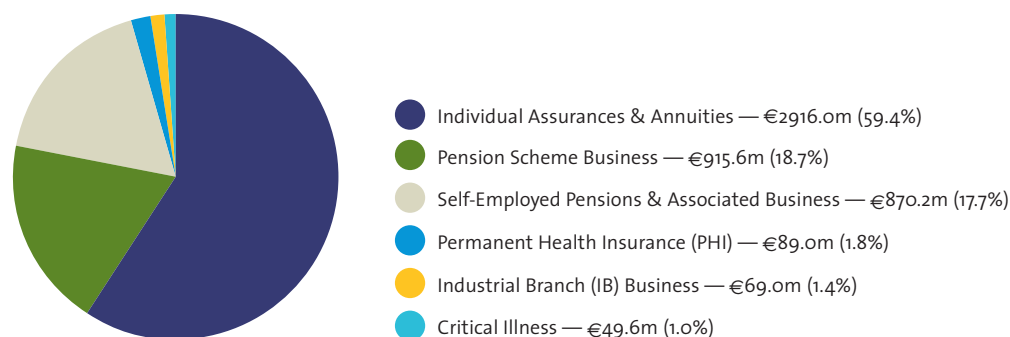 Individual Assurances & Annuities — €2916.0m (59.4%)
Pension Scheme Business — €915.6m (18.7%)
Self-Employed Pensions & Associated Business — €870.2m (17.7%)
Permanent Health Insurance (PHI) — €89.0m (1.8%)
Industrial Branch (IB) Business — €69.0m (1.4%)
Critical Illness — €49.6m (1.0%)